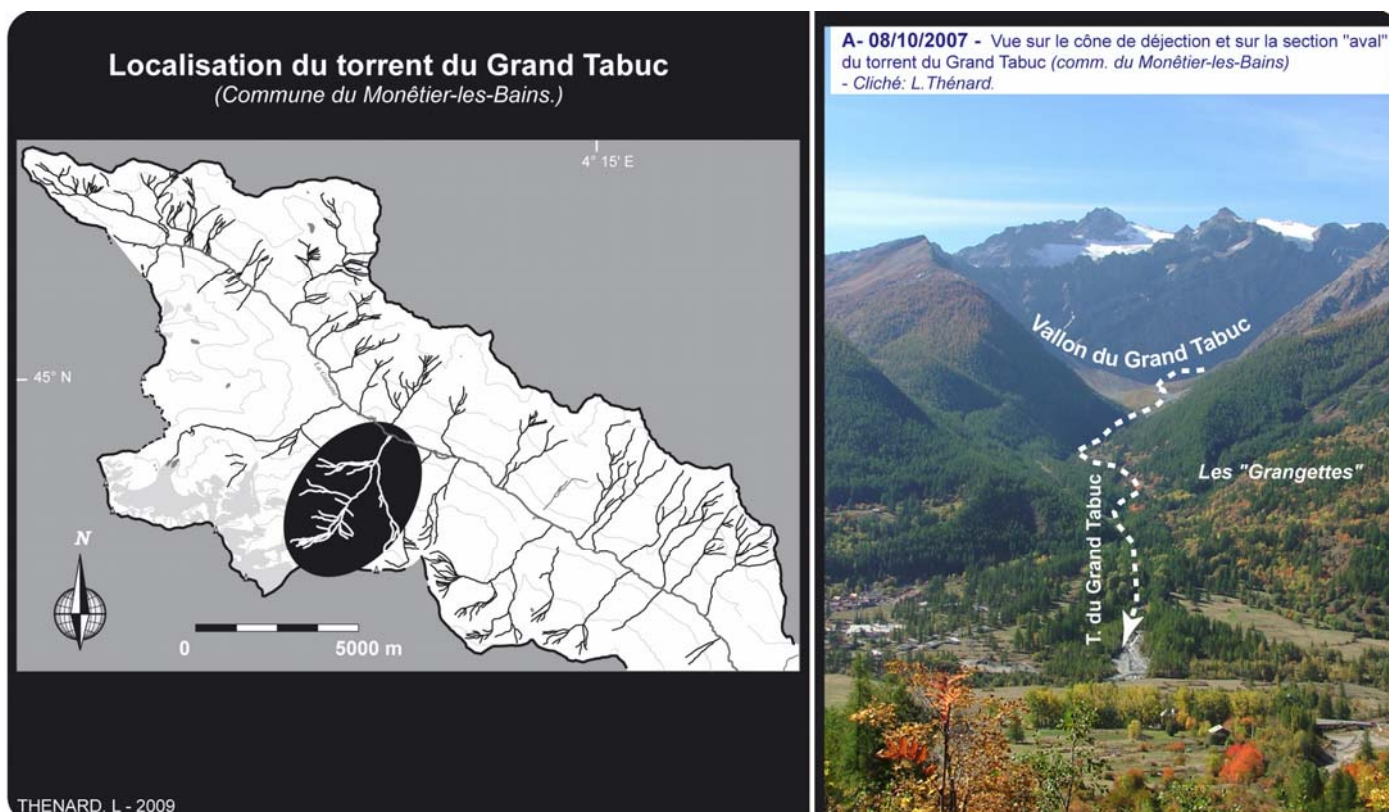 Localisation du torrent du Grand Tabuc
(Commune du Monêtier-les-Bains.)
4° 15' E
45° N
N
0 5000 m
THENARD. L - 2009
A- 08/10/2007 - Vue sur le cône de déjection et sur la section "aval"
du torrent du Grand Tabuc (comm. du Monêtier-les-Bains)
- Cliché: L.Thénard.
Vallon du Grand Tabuc
Les "Grangettes"
T. du Grand Tabuc